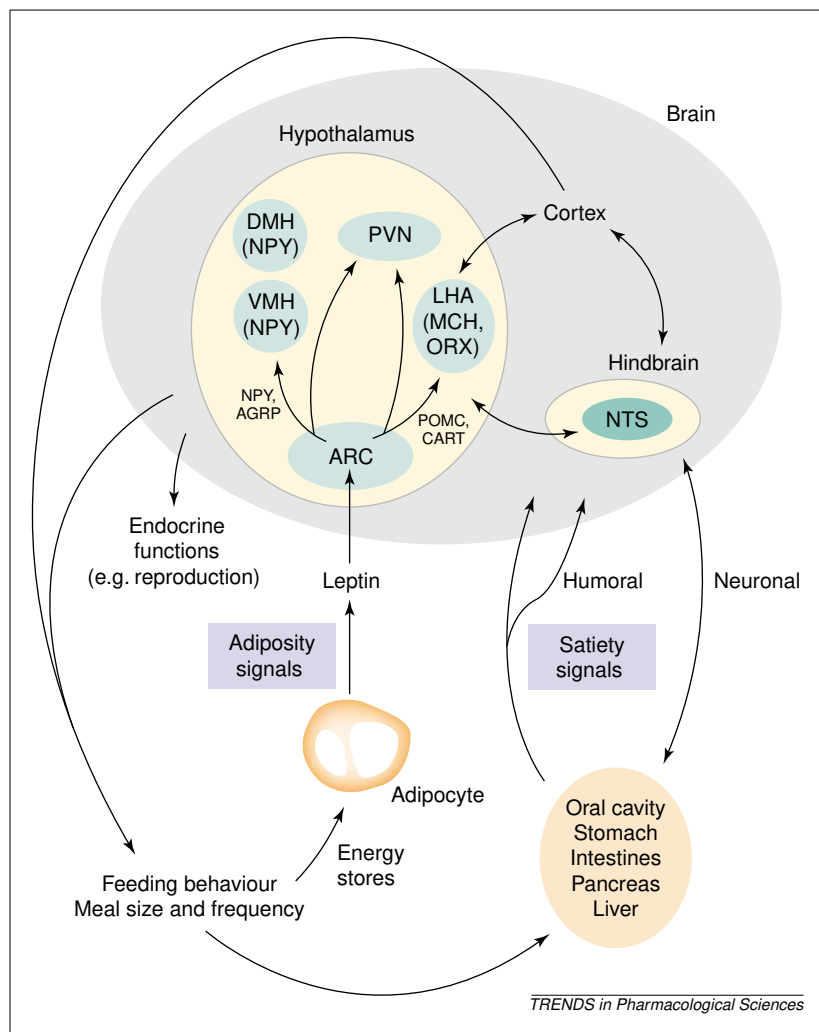 Brain
Hypothalamus
Cortex
DMH
(NPY)
PVN
VMH
(NPY)
LHA
(MCH,
ORX)
Hindbrain
NPY,
AGRP
POMC,
CART
NTS
ARC
Endocrine
functions
(e.g. reproduction)
Leptin
Humoral
Neuronal
Adiposity
signals
Satiety
signals
Adipocyte
Oral cavity
Stomach
Intestines
Pancreas
Liver
Energy
stores
Feeding behaviour
Meal size and frequency
TRENDS in Pharmacological Sciences